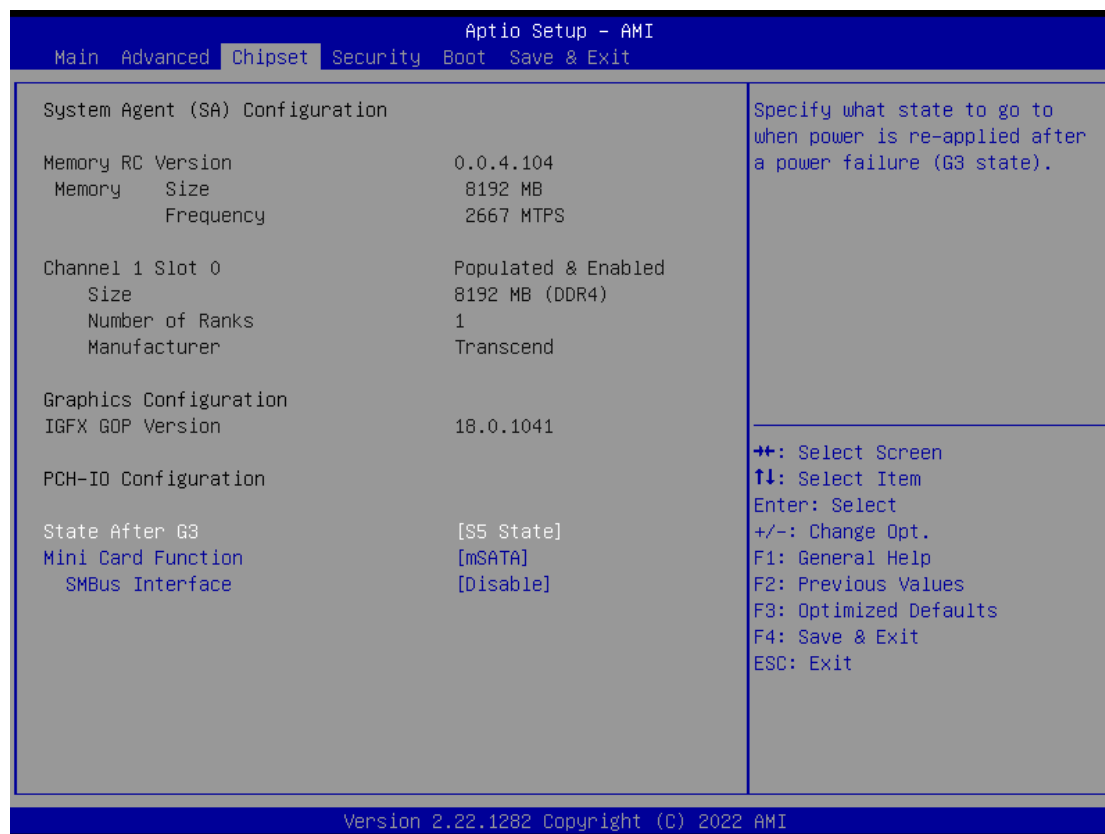 Aptio Setup – AMI
Main Advanced Chipset Security Boot Save & Exit
System Agent (SA) Configuration
Memory RC Version 0.0.4.104
Memory Size 8192 MB
Frequency 2667 MTPS
Channel 1 Slot 0 Populated & Enabled
Size 8192 MB (DDR4)
Number of Ranks 1
Manufacturer Transcend
Graphics Configuration
IGFX GOP Version 18.0.1041
PCH-IO Configuration
State After G3 [S5 State]
Mini Card Function [mSATA]
SMBus Interface [Disable]
Specify what state to go to
when power is re-applied after
a power failure (G3 state).
→←: Select Screen
↑↓: Select Item
Enter: Select
+/-: Change Opt.
F1: General Help
F2: Previous Values
F3: Optimized Defaults
F4: Save & Exit
ESC: Exit
Version 2.22.1282 Copyright (C) 2022 AMI